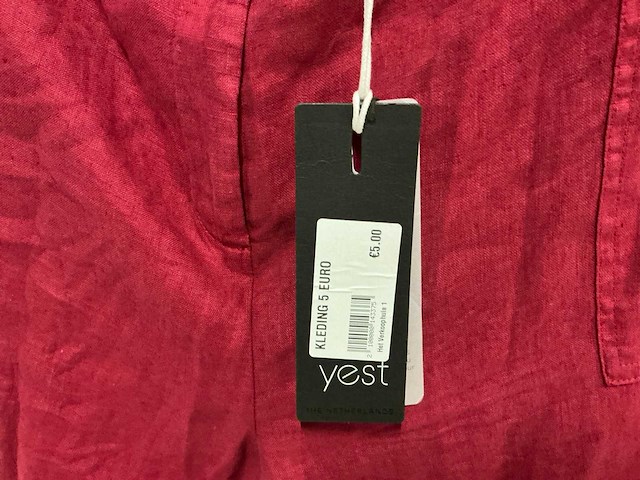 KLEDING 5 EURO
€5.00
Het Verkoophuis 1
yest
THE NETHERLANDS